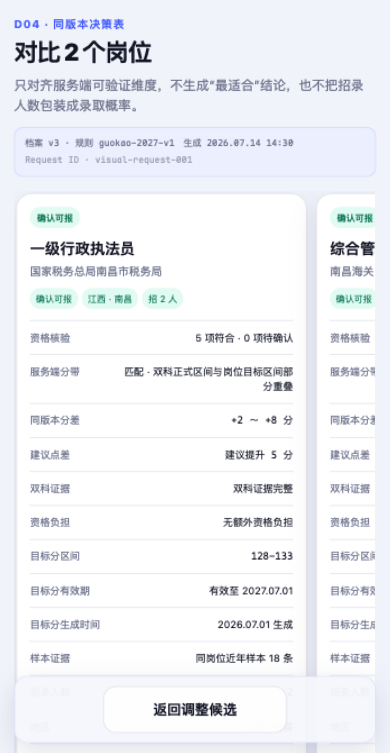 D04 · 同版本决策表
对比 2 个岗位
只对齐服务端可验证维度，不生成“最适合”结论，也不把招录
人数包装成录取概率。
档案 v3 · 规则 guokao-2027-v1 生成 2026.07.14 14:30
Request ID · visual-request-001
确认可报
一级行政执法员
国家税务总局南昌市税务局
确认可报 江西 · 南昌 招 2 人
资格核验 5 项符合 · 0 项待确认
服务端分带 匹配 · 双科正式区间与岗位目标区间部
分重叠
同版本分差 +2 ～ +8 分
建议点差 建议提升 5 分
双科证据 双科证据完整
资格负担 无额外资格负担
目标分区间 128–133
目标分有效期 有效至 2027.07.01
目标分生成时间 2026.07.01 生成
样本证据 同岗位近年样本 18 条
确认可报
综合管
南昌海关
确认可报
资格核验
服务端分带
同版本分
建议点差
双科证据
资格负担
目标分区间
目标分有
目标分生
样本证据
返回调整候选